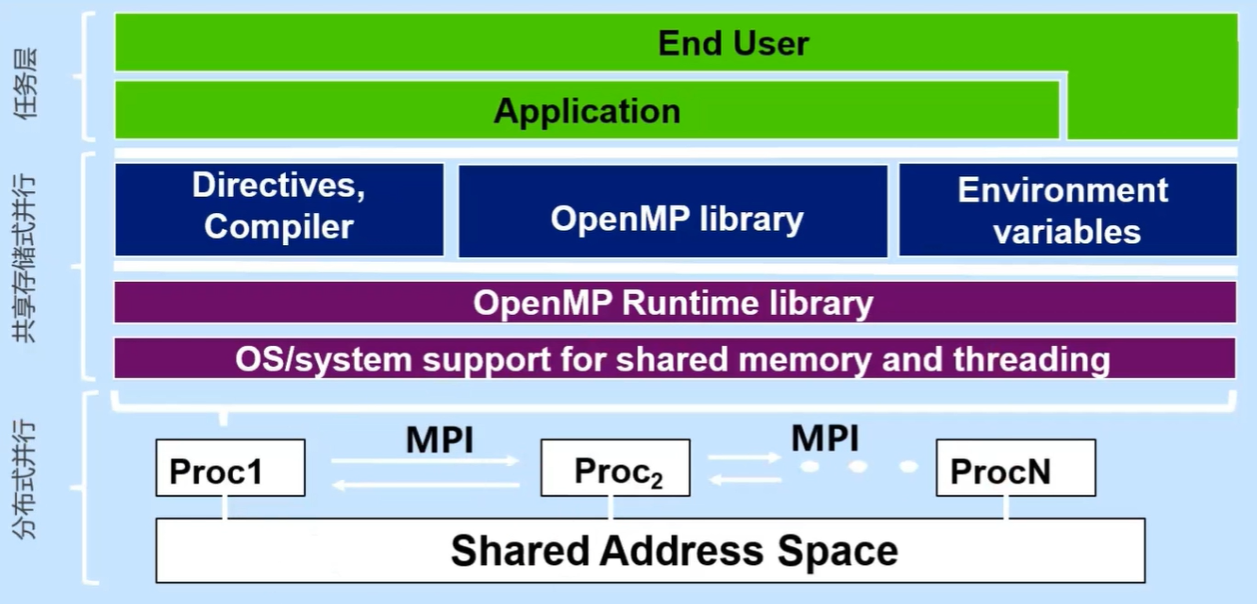 任务层
End User
Application
共享存储式并行
Directives,
Compiler
OpenMP library
Environment
variables
OpenMP Runtime library
OS/system support for shared memory and threading
分布式并行
MPI
MPI
Proc1
Proc₂
ProcN
Shared Address Space